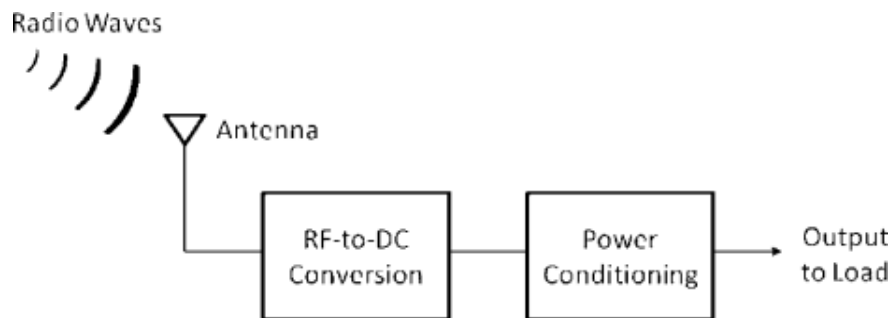 Radio Waves
Antenna
RF-to-DC
Conversion
Power
Conditioning
Output
to Load